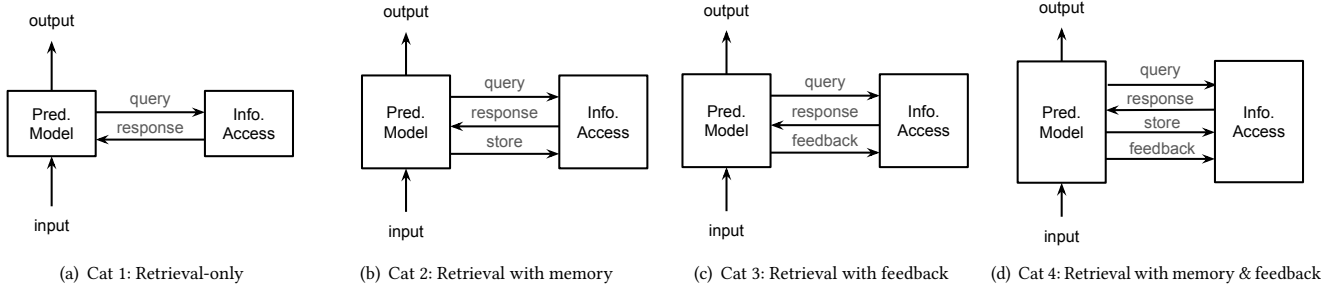 output
Pred.
Model
query
response
Info.
Access
input
(a) Cat 1: Retrieval-only
output
Pred.
Model
query
response
store
Info.
Access
input
(b) Cat 2: Retrieval with memory
output
Pred.
Model
query
response
feedback
Info.
Access
input
(c) Cat 3: Retrieval with feedback
output
Pred.
Model
query
response
store
feedback
Info.
Access
input
(d) Cat 4: Retrieval with memory & feedback